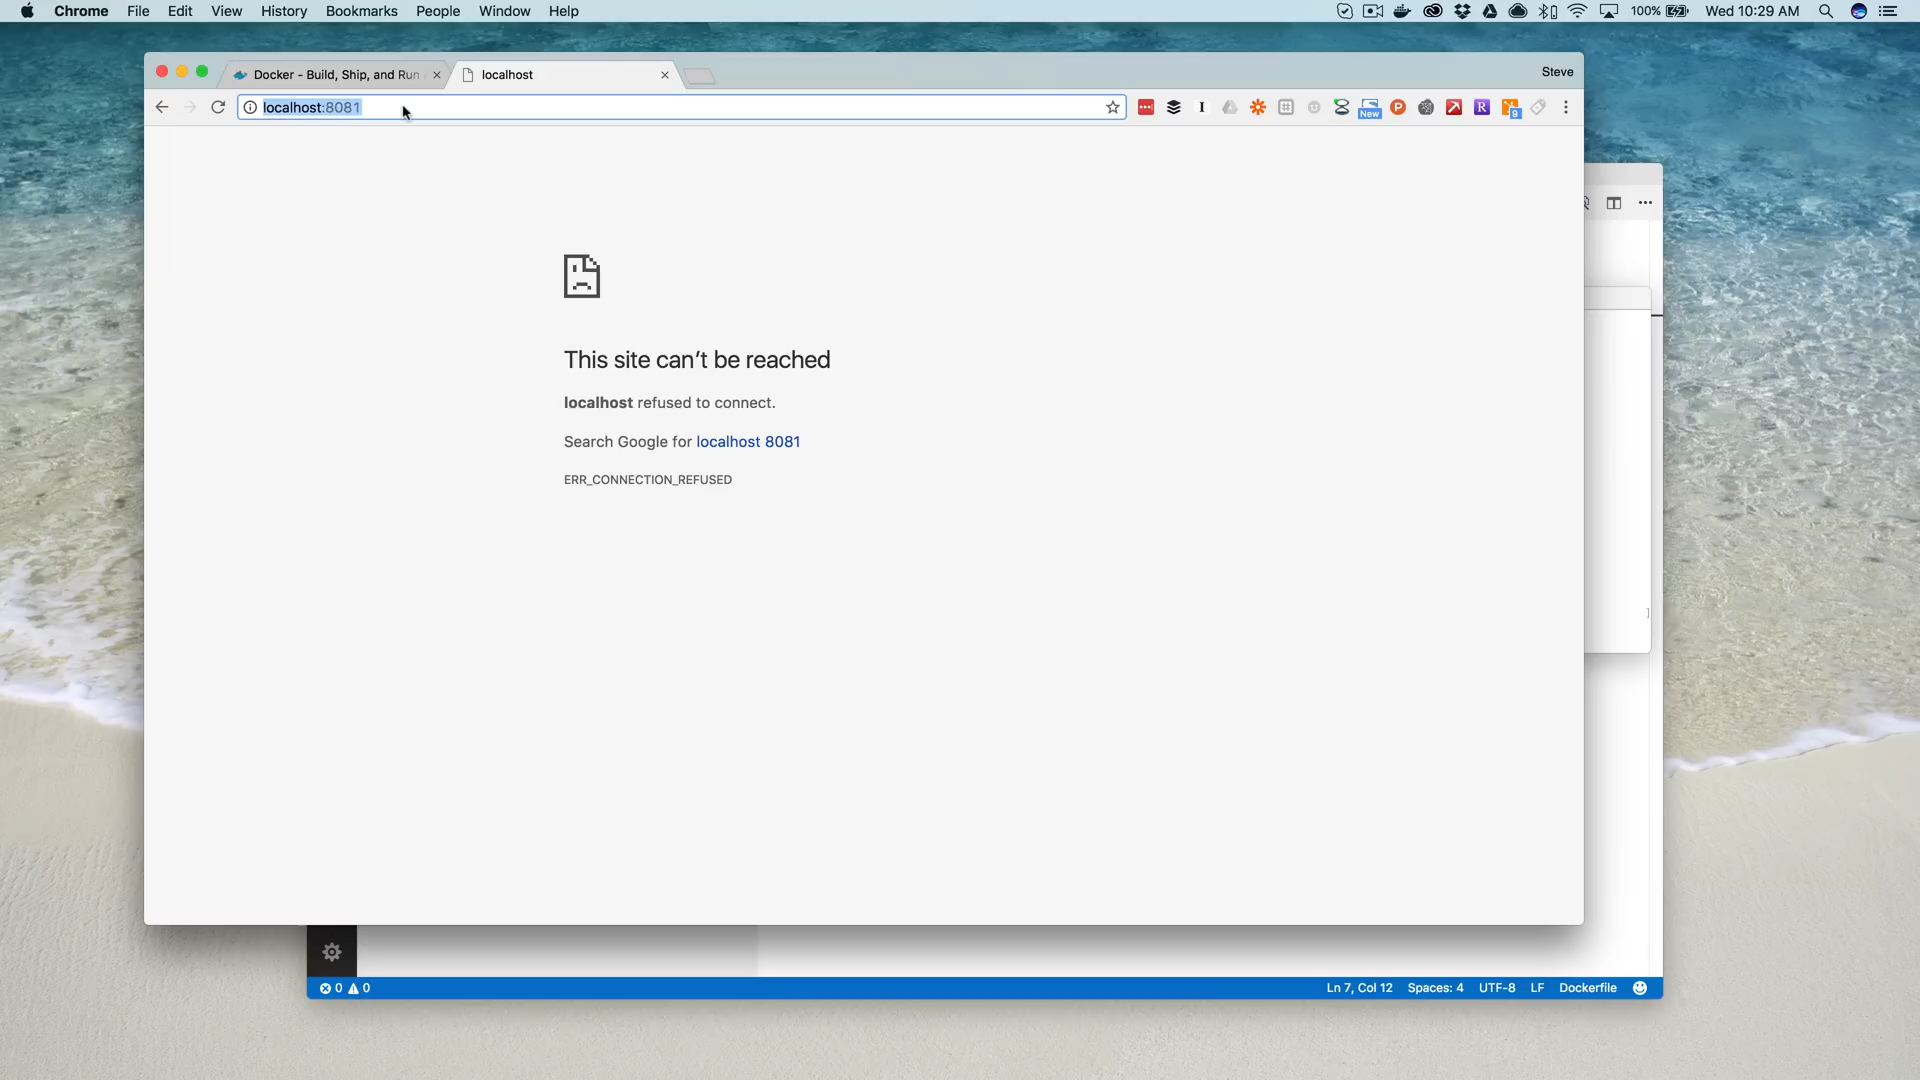 Chrome File Edit View History Bookmarks People Window Help 100% Wed 10:29 AM
Docker - Build, Ship, and Run localhost Steve
localhost:8081
New
9
This site can't be reached
localhost refused to connect.
Search Google for localhost 8081
ERR_CONNECTION_REFUSED
0 0 Ln 7, Col 12 Spaces: 4 UTF-8 LF Dockerfile